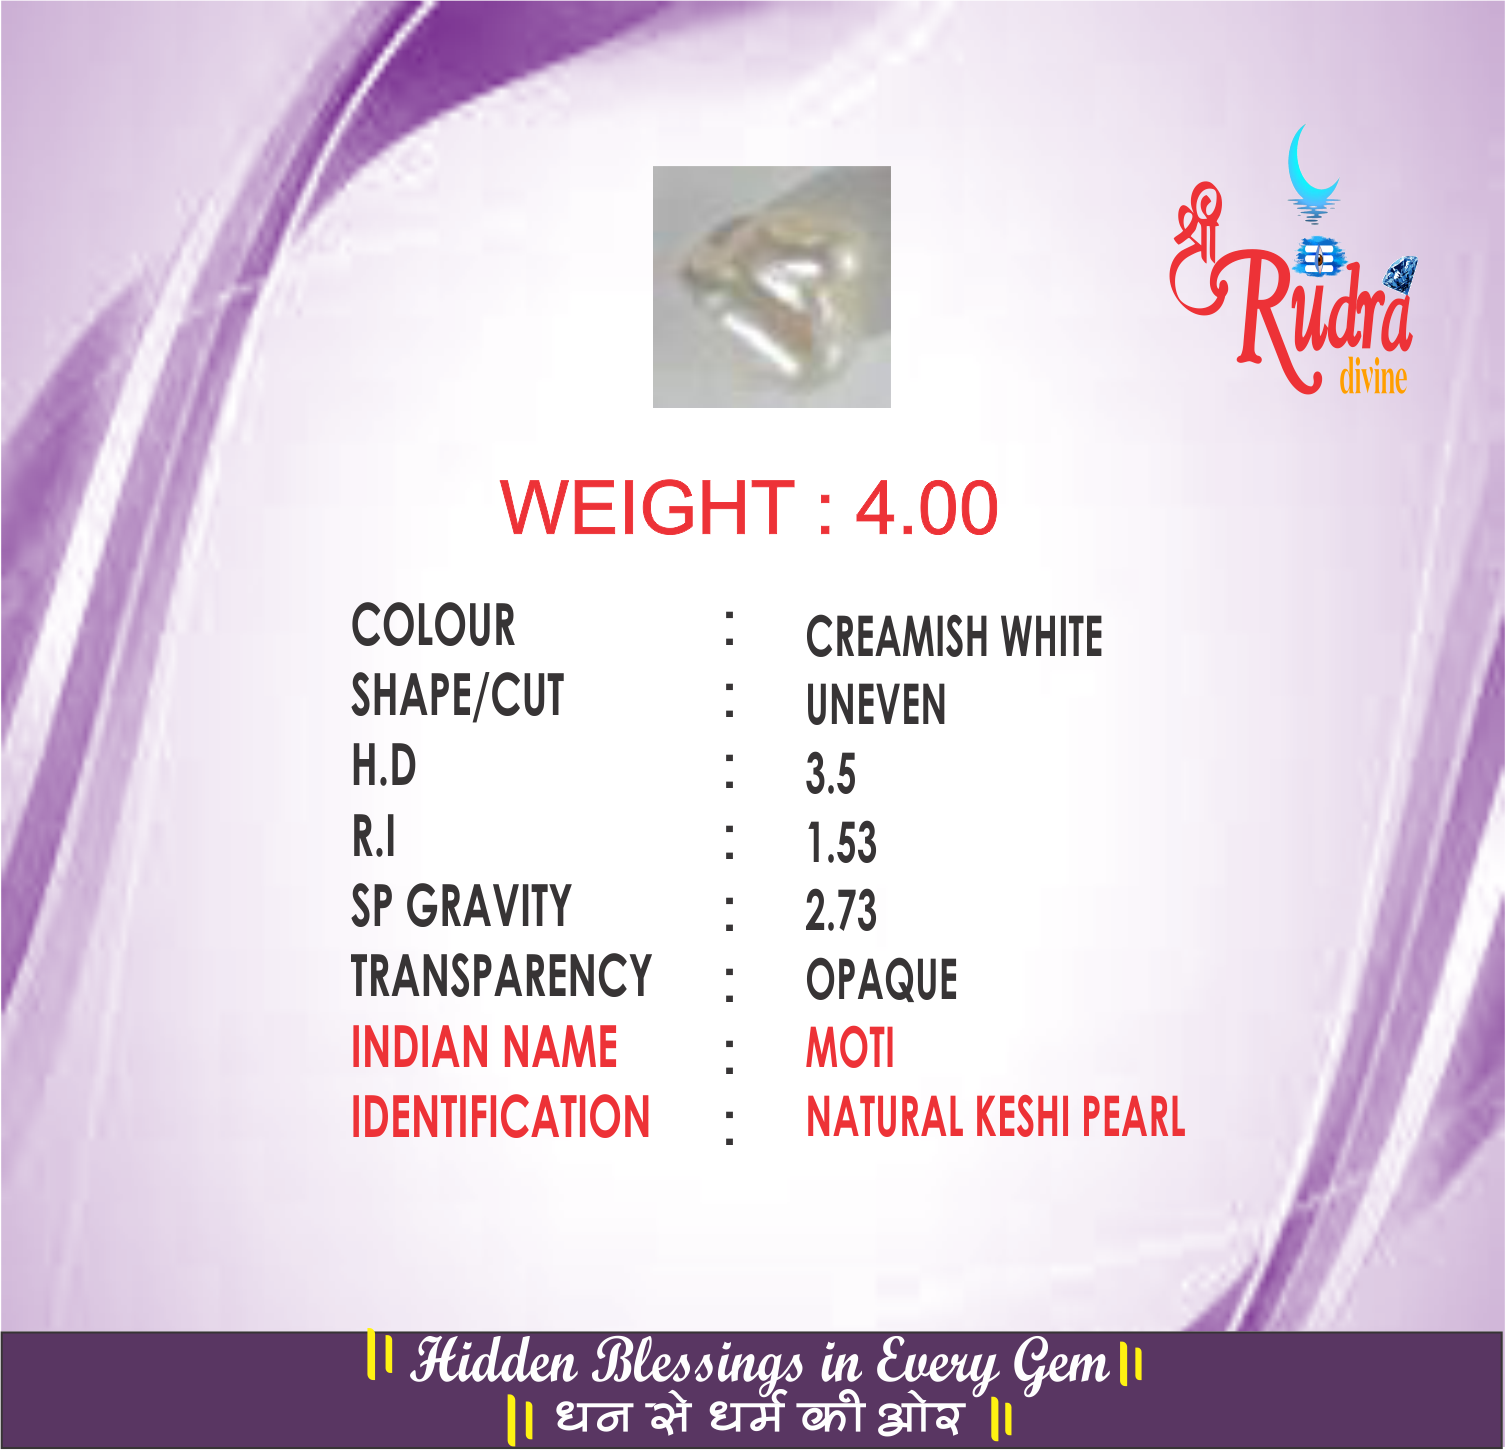 श्री
Rudra
divine
WEIGHT : 4.00
COLOUR : CREAMISH WHITE
SHAPE/CUT : UNEVEN
H.D : 3.5
R.I : 1.53
SP GRAVITY : 2.73
TRANSPARENCY : OPAQUE
INDIAN NAME : MOTI
IDENTIFICATION : NATURAL KESHI PEARL
|| Hidden Blessings in Every Gem ||
|| धन से धर्म की ओर ||